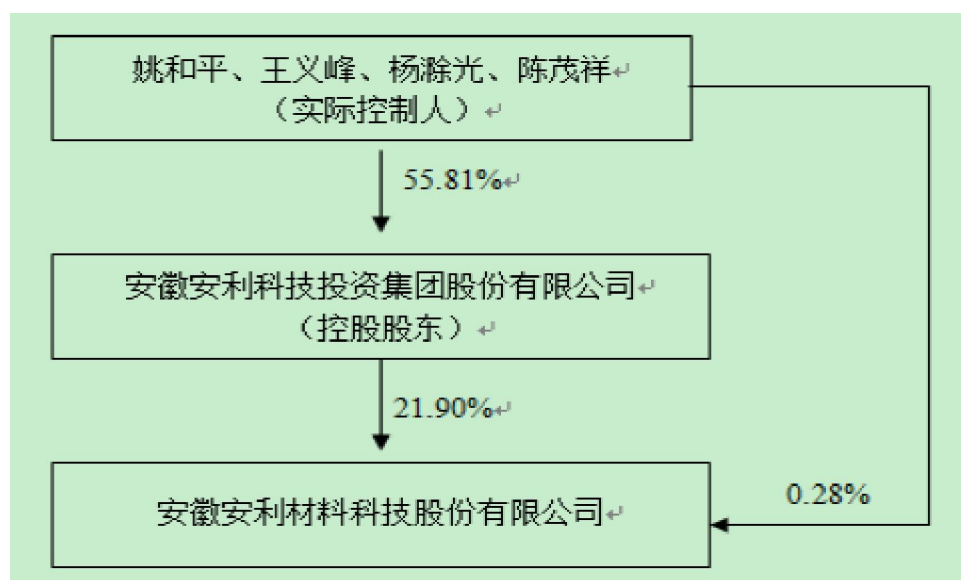 姚和平、王义峰、杨滁光、陈茂祥
（实际控制人）
55.81%
安徽安利科技投资集团股份有限公司
（控股股东）
21.90%
安徽安利材料科技股份有限公司
0.28%